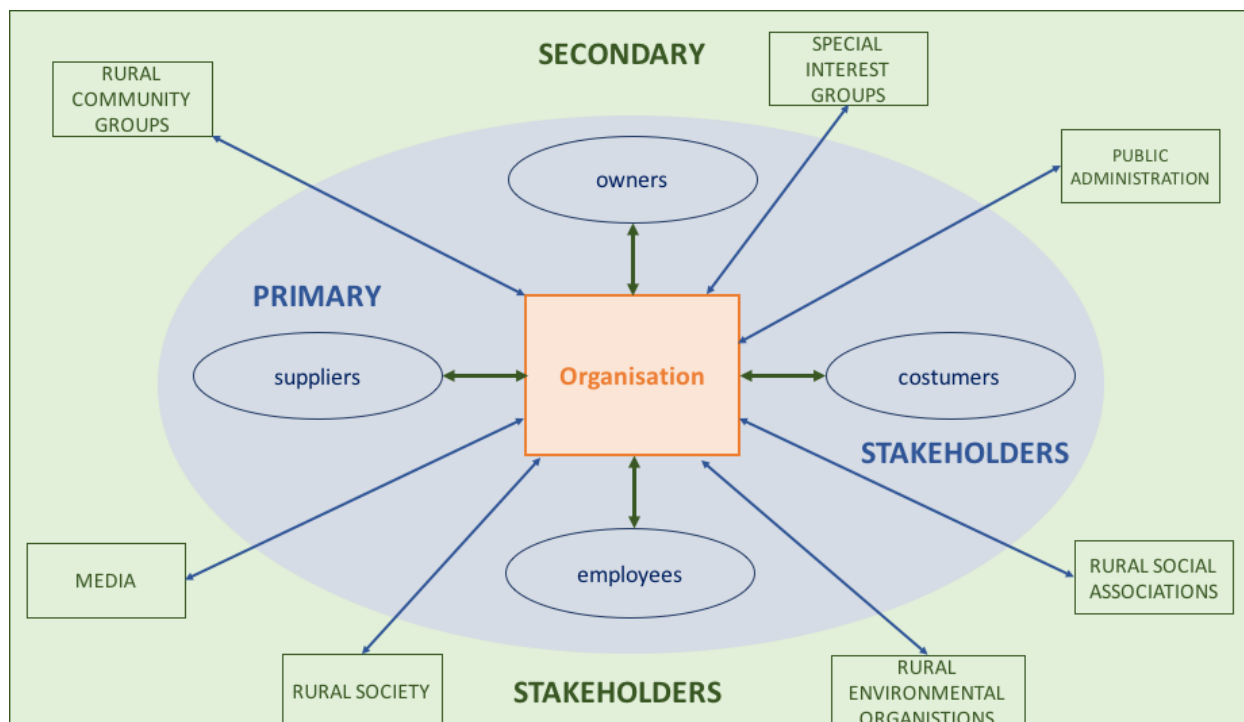 SECONDARY
SPECIAL
INTEREST
GROUPS
RURAL
COMMUNITY
GROUPS
PUBLIC
ADMINISTRATION
owners
PRIMARY
suppliers
Organisation
costumers
STAKEHOLDERS
employees
MEDIA
RURAL SOCIAL
ASSOCIATIONS
RURAL SOCIETY
STAKEHOLDERS
RURAL
ENVIRONMENTAL
ORGANISTIONS